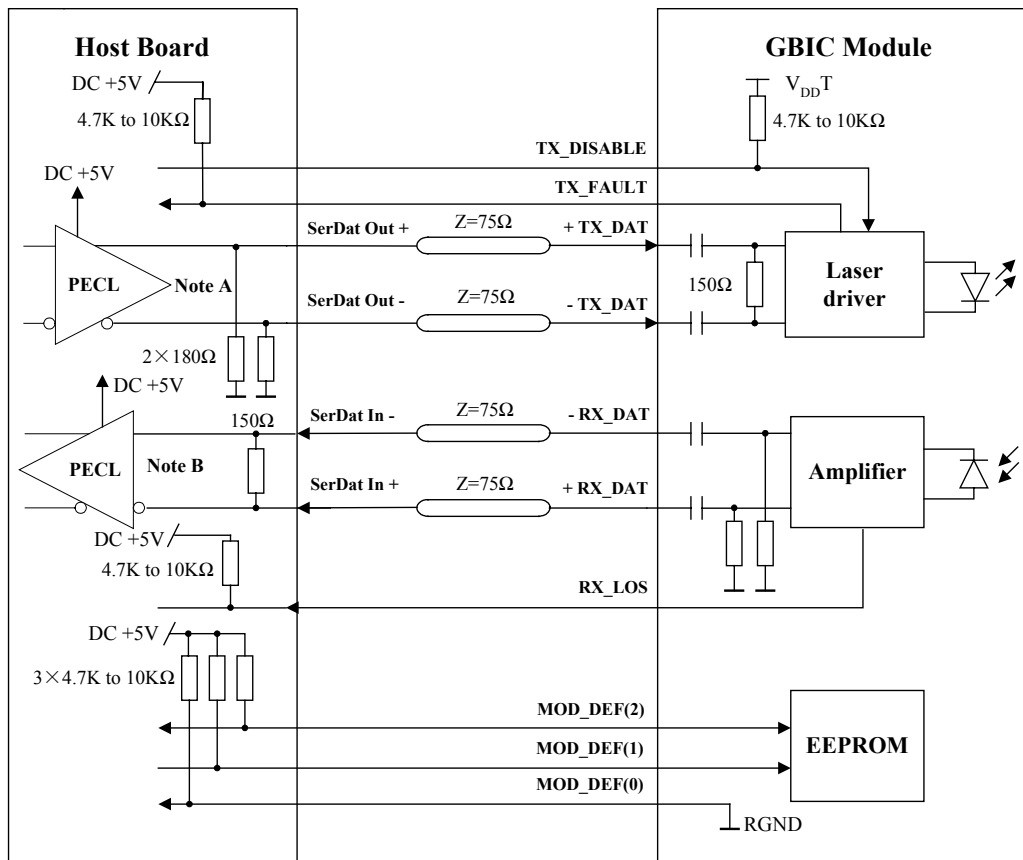 Host Board
GBIC Module
DC +5V
4.7K to 10KΩ
V_DDT
4.7K to 10KΩ
TX_DISABLE
DC +5V
TX_FAULT
SerDat Out +
Z=75Ω
+ TX_DAT
PECL
Note A
150Ω
Laser
driver
SerDat Out -
Z=75Ω
- TX_DAT
2×180Ω
DC +5V
150Ω
SerDat In -
Z=75Ω
- RX_DAT
PECL
Note B
Amplifier
SerDat In +
Z=75Ω
+ RX_DAT
DC +5V
4.7K to 10KΩ
RX_LOS
DC +5V
3×4.7K to 10KΩ
MOD_DEF(2)
MOD_DEF(1)
EEPROM
MOD_DEF(0)
RGND